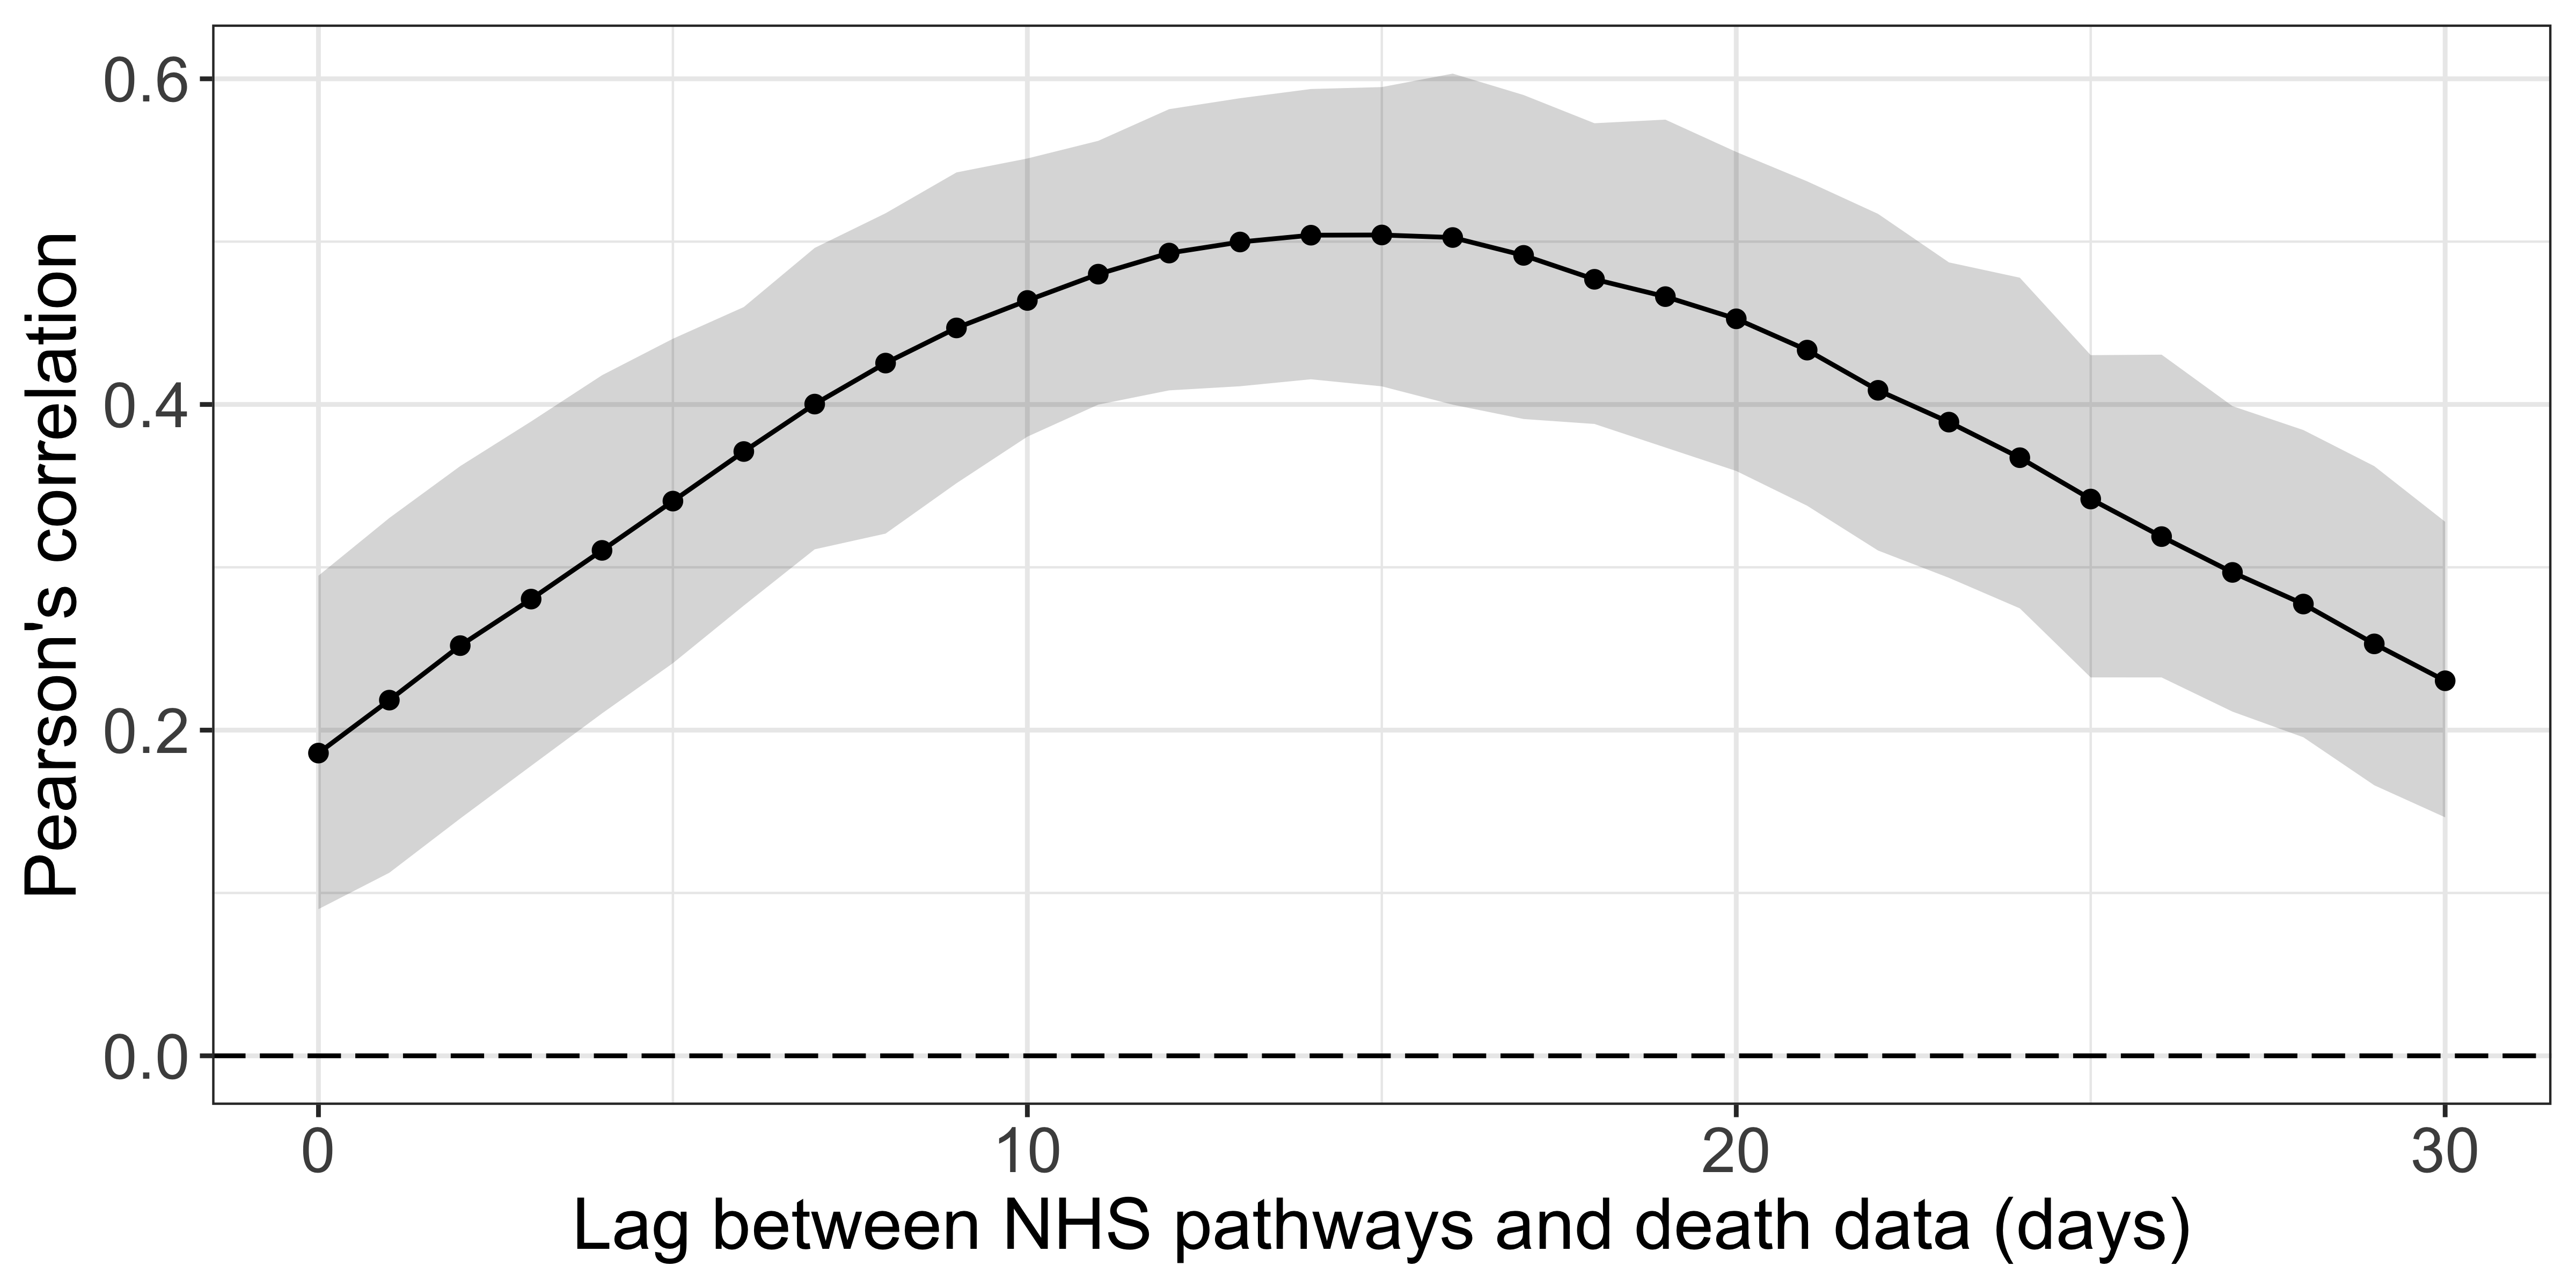 Pearson's correlation
0.6
0.4
0.2
0.0
0 10 20 30
Lag between NHS pathways and death data (days)